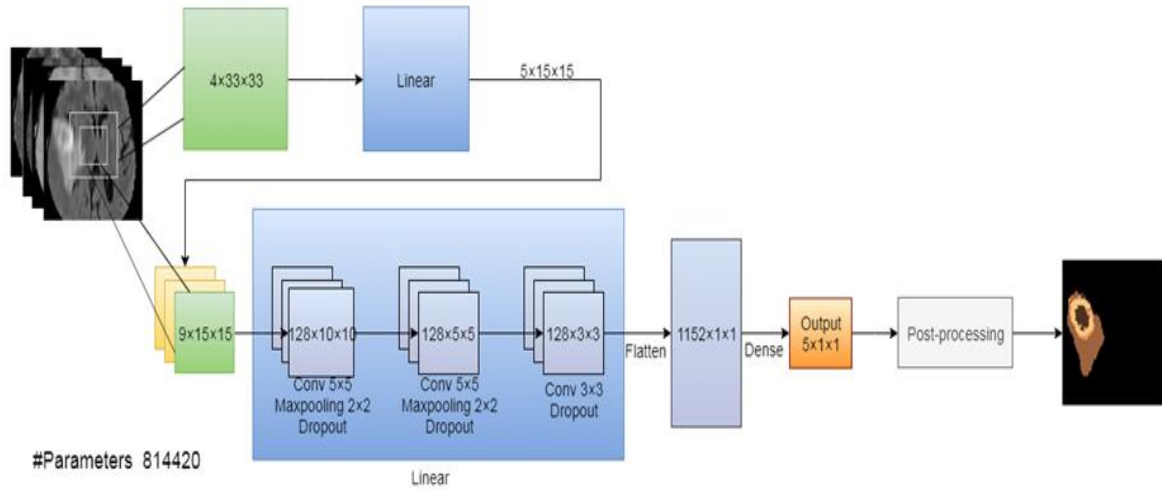 4×33×33
Linear
5×15×15
9×15×15
128×10×10
128×5×5
128×3×3
Conv 5×5
Maxpooling 2×2
Dropout
Conv 5×5
Maxpooling 2×2
Dropout
Conv 3×3
Dropout
Linear
Flatten
1152×1×1
Dense
Output
5×1×1
Post-processing
#Parameters 814420